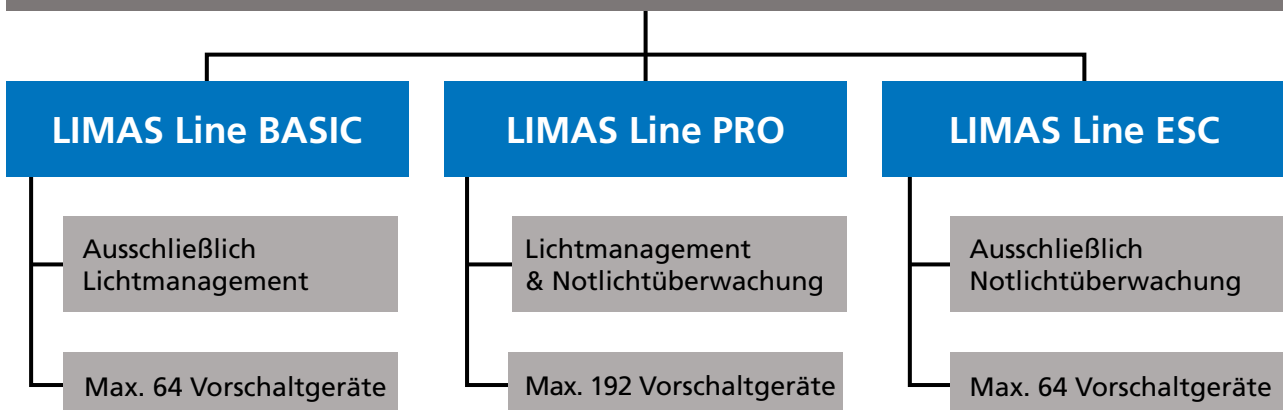 LIMAS Line BASIC
LIMAS Line PRO
LIMAS Line ESC
Ausschließlich
Lichtmanagement
Lichtmanagement
& Notlichtüberwachung
Ausschließlich
Notlichtüberwachung
Max. 64 Vorschaltgeräte
Max. 192 Vorschaltgeräte
Max. 64 Vorschaltgeräte